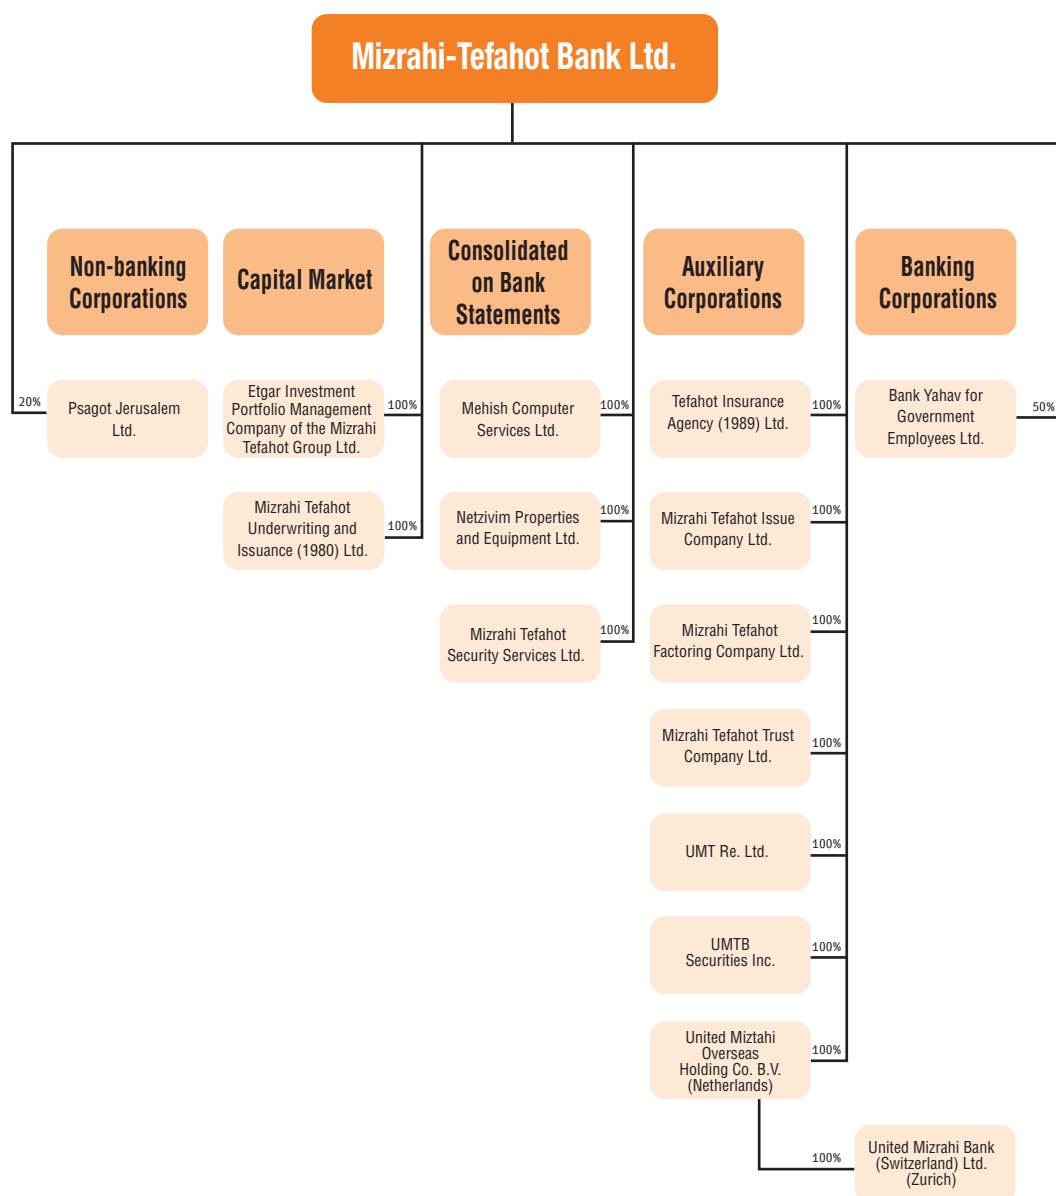 Mizrahi-Tefahot Bank Ltd.
Non-banking
Corporations
20%
Psagot Jerusalem
Ltd.
Capital Market
Etgar Investment
Portfolio Management
Company of the Mizrahi
Tefahot Group Ltd.
100%
Mizrahi Tefahot
Underwriting and
Issuance (1980) Ltd.
100%
Consolidated
on Bank
Statements
Mehish Computer
Services Ltd.
100%
Netzivim Properties
and Equipment Ltd.
100%
Mizrahi Tefahot
Security Services Ltd.
100%
Auxiliary
Corporations
Tefahot Insurance
Agency (1989) Ltd.
100%
Mizrahi Tefahot Issue
Company Ltd.
100%
Mizrahi Tefahot
Factoring Company Ltd.
100%
Mizrahi Tefahot Trust
Company Ltd.
100%
UMT Re. Ltd.
100%
UMTB
Securities Inc.
100%
United Miztahi
Overseas
Holding Co. B.V.
(Netherlands)
100%
Banking
Corporations
Bank Yahav for
Government
Employees Ltd.
50%
100%
United Mizrahi Bank
(Switzerland) Ltd.
(Zurich)